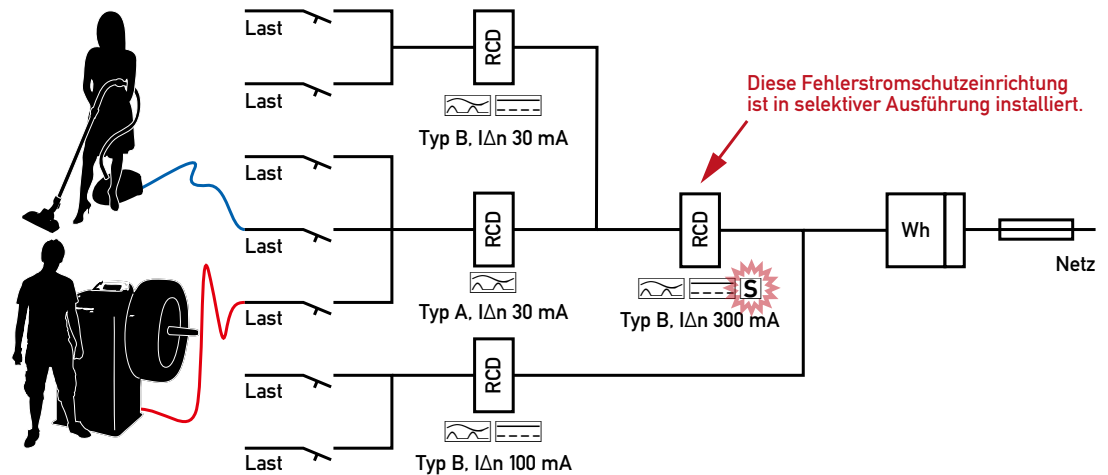 Last
RCD
Last
Typ B, IΔn 30 mA
Diese Fehlerstromschutzeinrichtung
ist in selektiver Ausführung installiert.
Last
Last
RCD
RCD
Wh
Netz
Last
Typ A, IΔn 30 mA
S
Typ B, IΔn 300 mA
Last
RCD
Last
Typ B, IΔn 100 mA